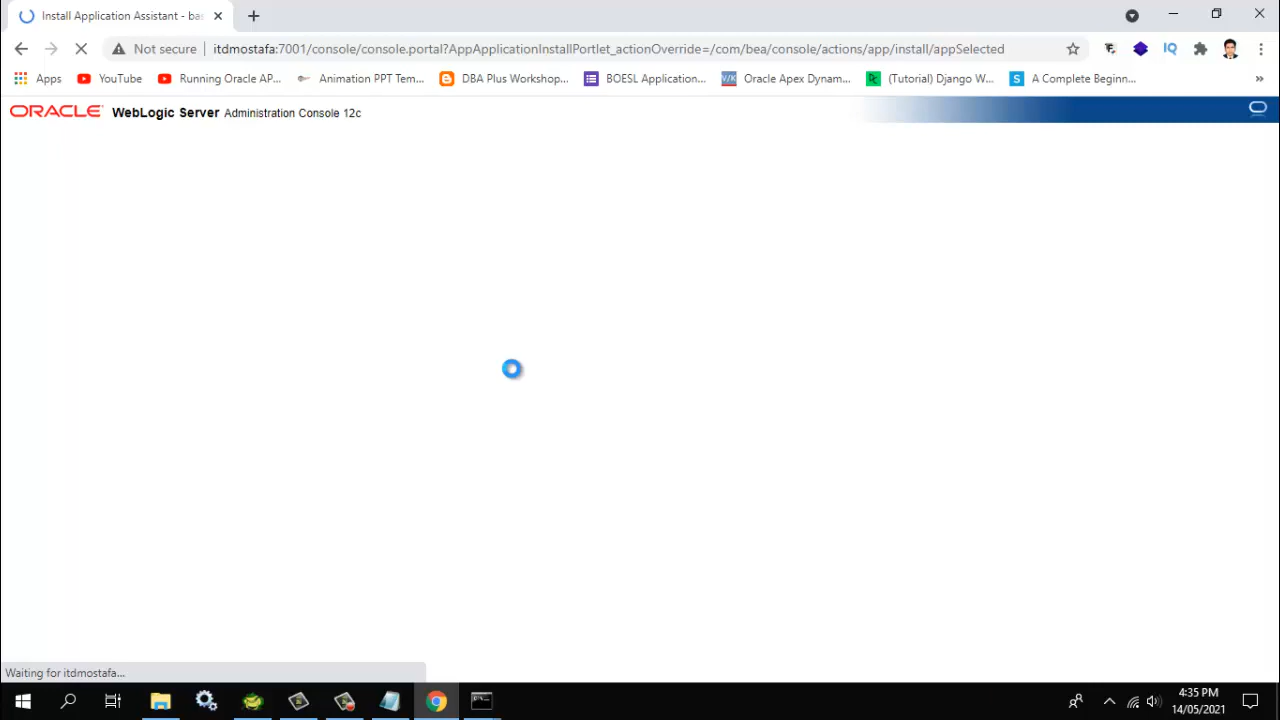 Install Application Assistant - bas
Not secure
itdmostafa:7001/console/console.portal?AppApplicationInstallPortlet_actionOverride=/com/bea/console/actions/app/install/appSelected
IQ
Apps
YouTube
Running Oracle AP...
Animation PPT Tem...
DBA Plus Workshop...
BOESL Application...
V/K
Oracle Apex Dynam...
(Tutorial) Django W...
S
A Complete Beginn...
»
ORACLE WebLogic Server Administration Console 12c
Waiting for itdmostafa...
4:35 PM
14/05/2021